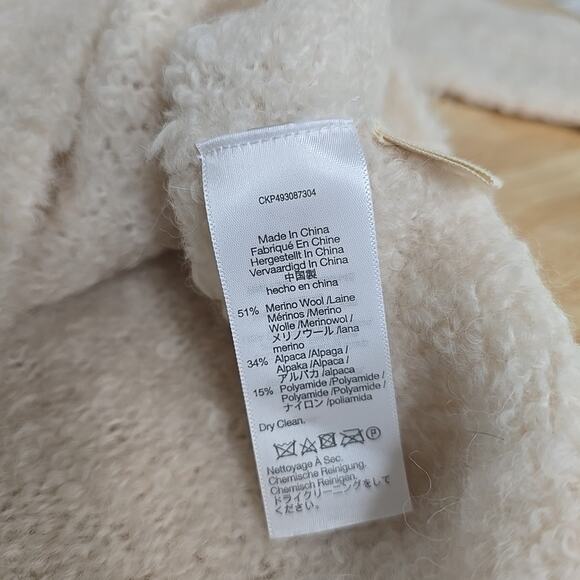 CKP493087304
Made In China
Fabriqué En Chine
Hergestellt In China
Vervaardigd In China
中国製
hecho en china
51% Merino Wool /Laine
Mérinos /Merino
Wolle /Merinowol /
メリノウール /lana
merino
34% Alpaca /Alpaga /
Alpaka /Alpaca /
アルパカ /alpaca
15% Polyamide /Polyamide /
Polyamide /Polyamide /
ナイロン /poliamida
Dry Clean.
P
Nettoyage À Sec.
Chemische Reinigung.
Chemisch Reinigen.
ドライクリーニングをして
ください。